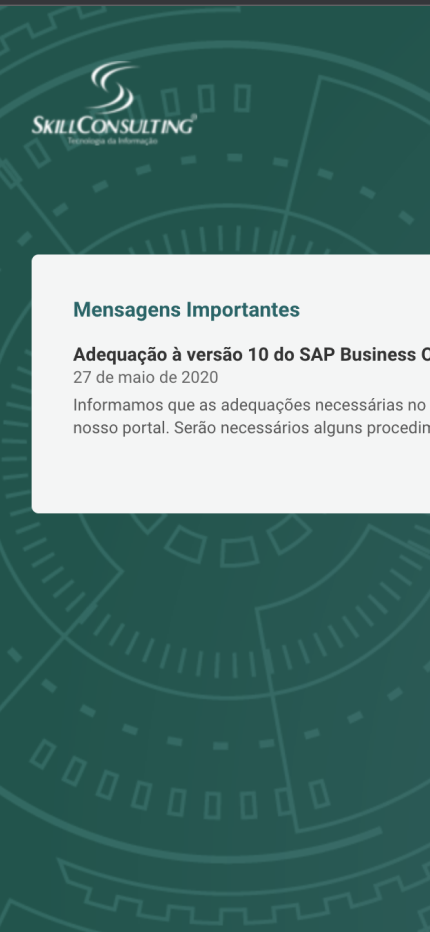 SKILLCONSULTING®
Tecnologia da Informação
Mensagens Importantes
Adequação à versão 10 do SAP Business
27 de maio de 2020
Informamos que as adequações necessárias no
nosso portal. Serão necessários alguns